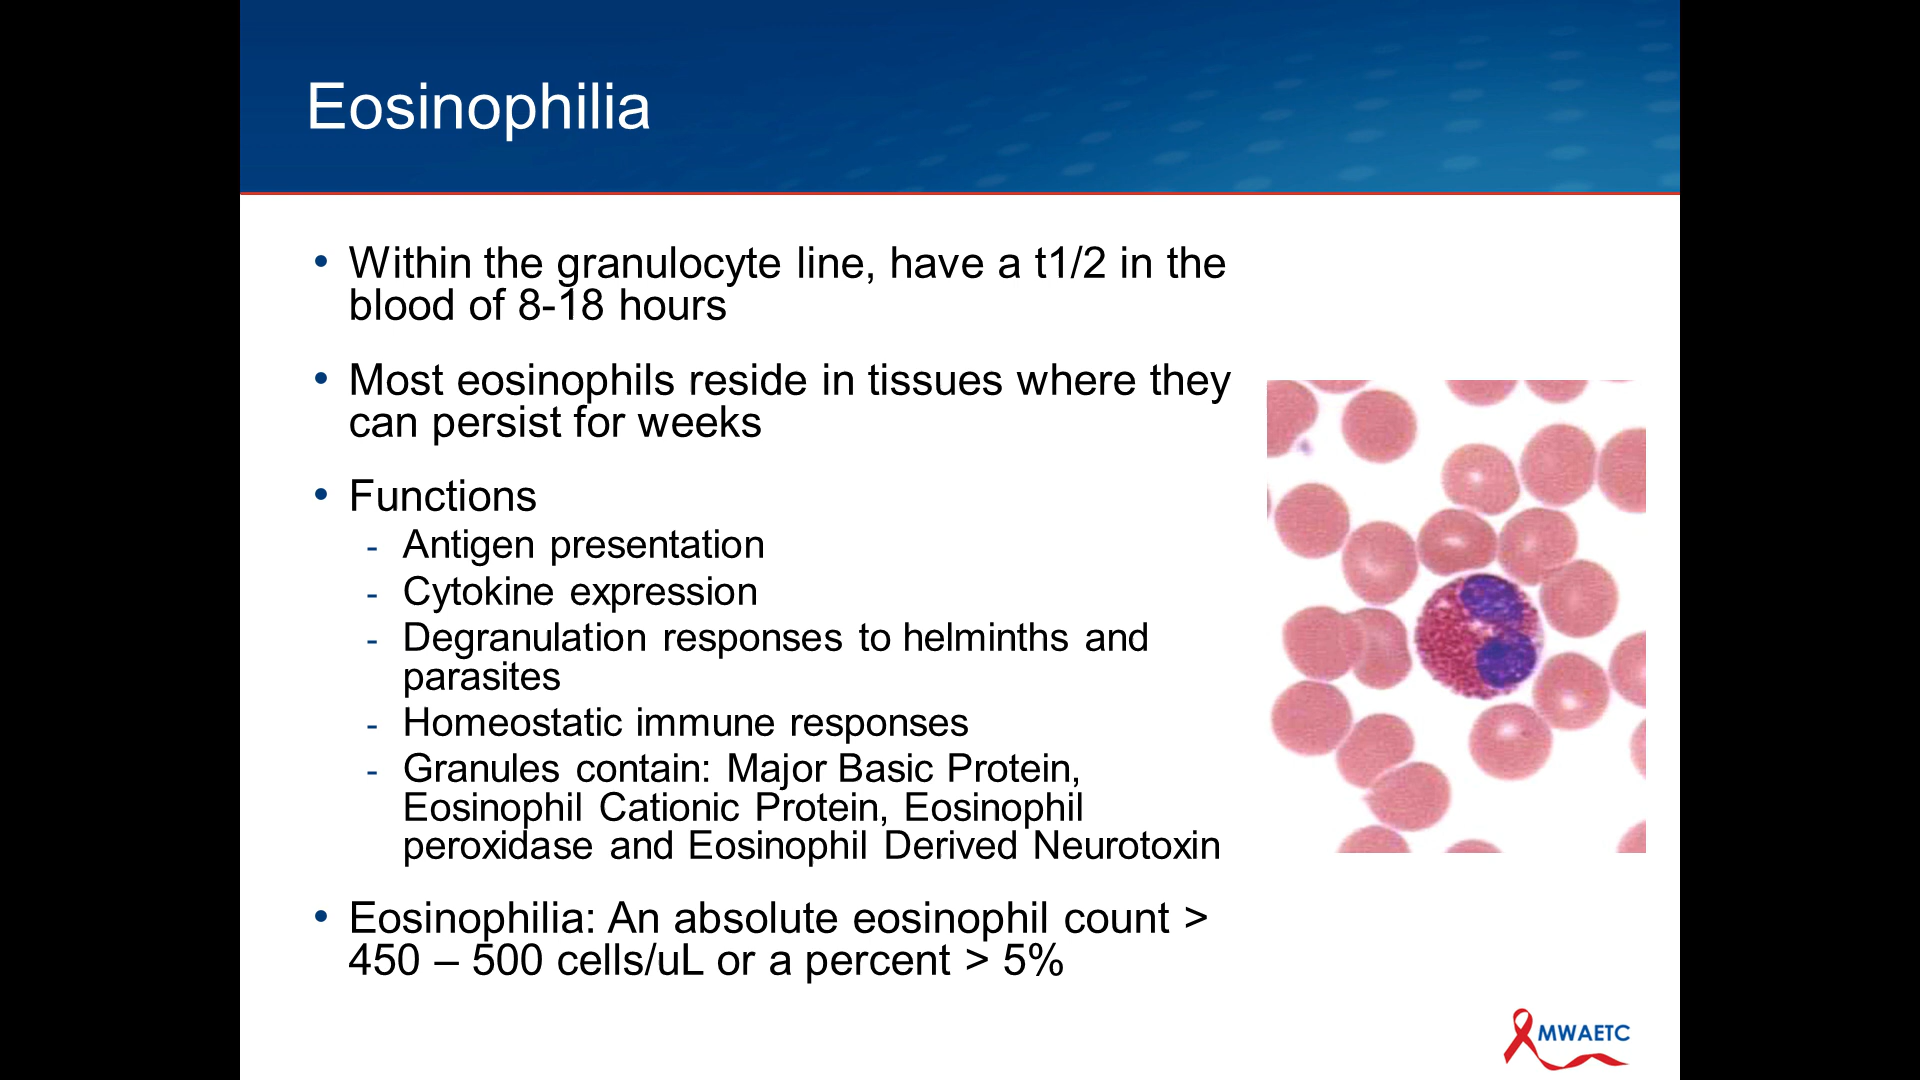 Eosinophilia
• Within the granulocyte line, have a t1/2 in the
blood of 8-18 hours
• Most eosinophils reside in tissues where they
can persist for weeks
• Functions
- Antigen presentation
- Cytokine expression
- Degranulation responses to helminths and
parasites
- Homeostatic immune responses
- Granules contain: Major Basic Protein,
Eosinophil Cationic Protein, Eosinophil
peroxidase and Eosinophil Derived Neurotoxin
• Eosinophilia: An absolute eosinophil count >
450 – 500 cells/uL or a percent > 5%
MWAETC